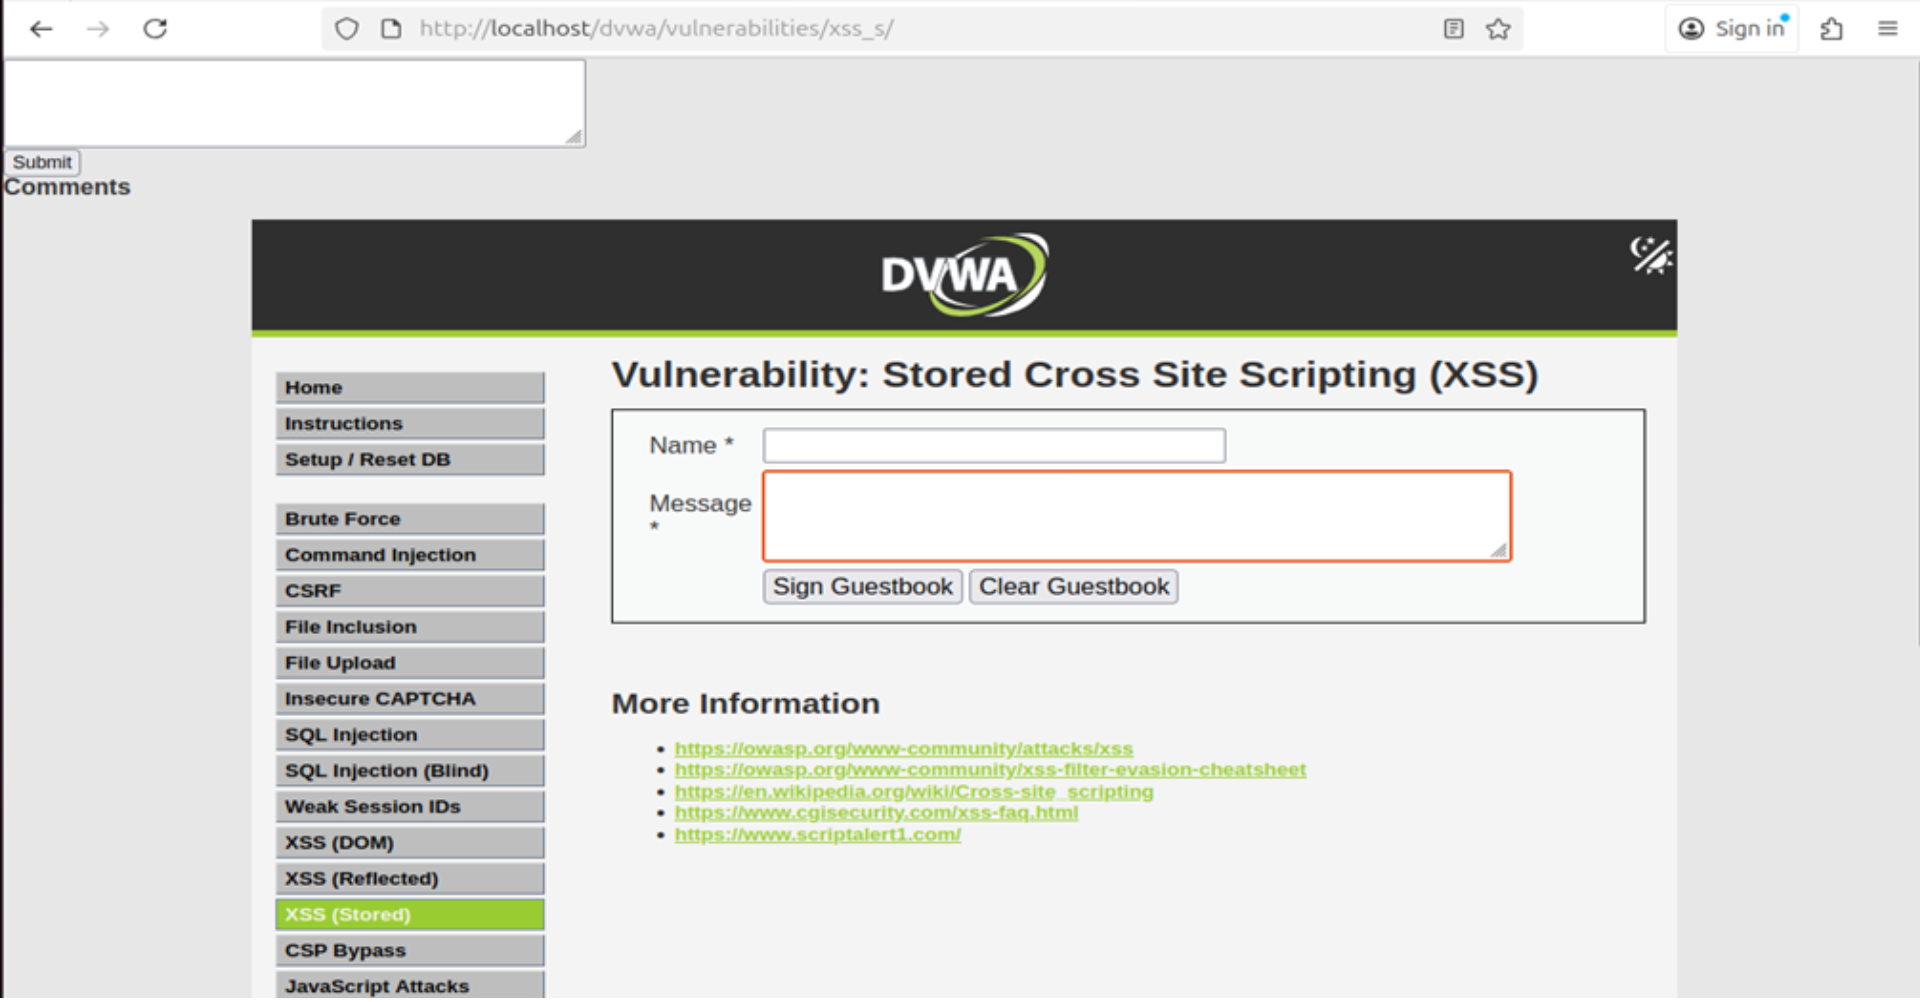 http://localhost/dvwa/vulnerabilities/xss_s/
Sign in
Submit
Comments
DVWA
Home
Instructions
Setup / Reset DB
Brute Force
Command Injection
CSRF
File Inclusion
File Upload
Insecure CAPTCHA
SQL Injection
SQL Injection (Blind)
Weak Session IDs
XSS (DOM)
XSS (Reflected)
XSS (Stored)
CSP Bypass
JavaScript Attacks
Vulnerability: Stored Cross Site Scripting (XSS)
Name *
Message
*
Sign Guestbook Clear Guestbook
More Information
https://owasp.org/www-community/attacks/xss
https://owasp.org/www-community/xss-filter-evasion-cheatsheet
https://en.wikipedia.org/wiki/Cross-site_scripting
https://www.cgisecurity.com/xss-faq.html
https://www.scriptalert1.com/